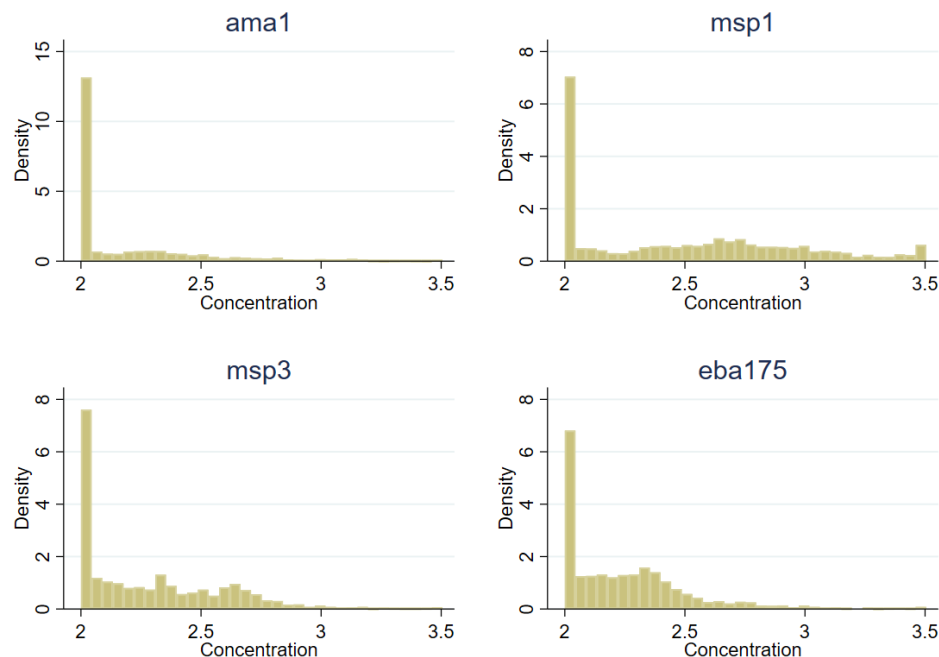 ama1
Density
15
10
5
0
2
2.5
3
3.5
Concentration
msp1
Density
8
6
4
2
0
2
2.5
3
3.5
Concentration
msp3
Density
8
6
4
2
0
2
2.5
3
3.5
Concentration
eba175
Density
8
6
4
2
0
2
2.5
3
3.5
Concentration